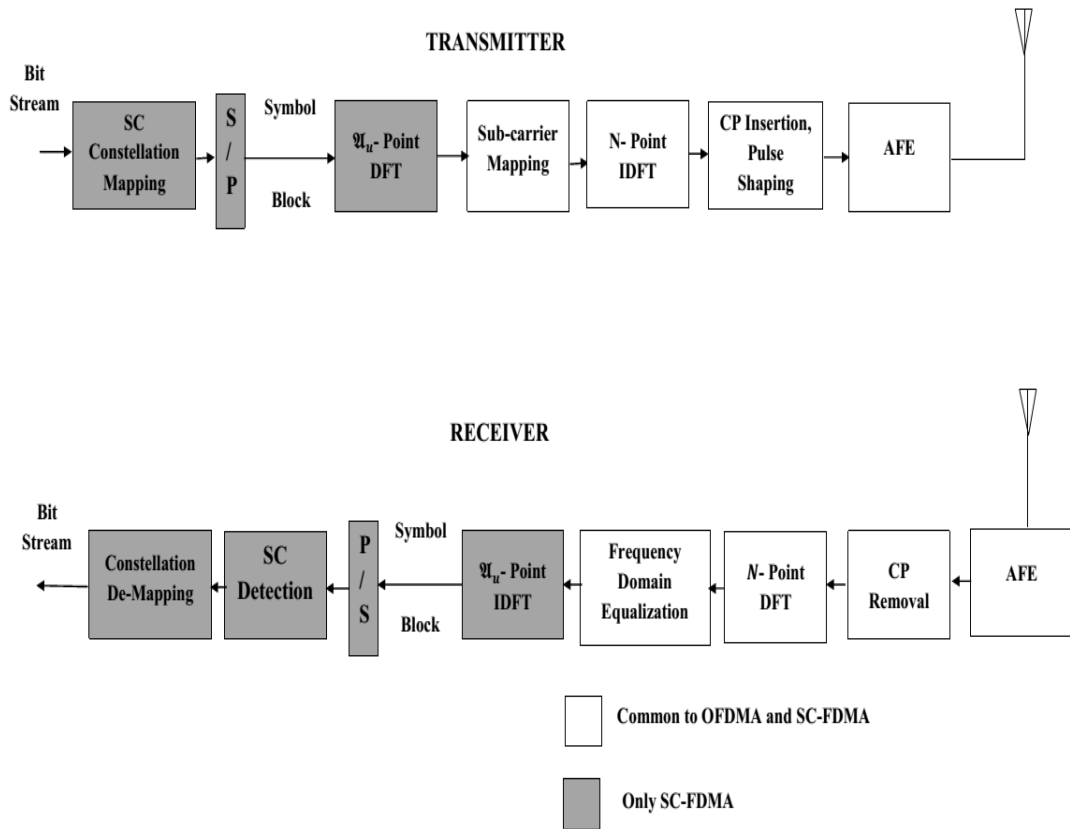 TRANSMITTER
Bit
Stream
SC
Constellation
Mapping
S
/
P
Symbol
Block
𝔄u- Point
DFT
Sub-carrier
Mapping
N- Point
IDFT
CP Insertion,
Pulse
Shaping
AFE
RECEIVER
Bit
Stream
Constellation
De-Mapping
SC
Detection
P
/
S
Symbol
Block
𝔄u- Point
IDFT
Frequency
Domain
Equalization
N- Point
DFT
CP
Removal
AFE
Common to OFDMA and SC-FDMA
Only SC-FDMA